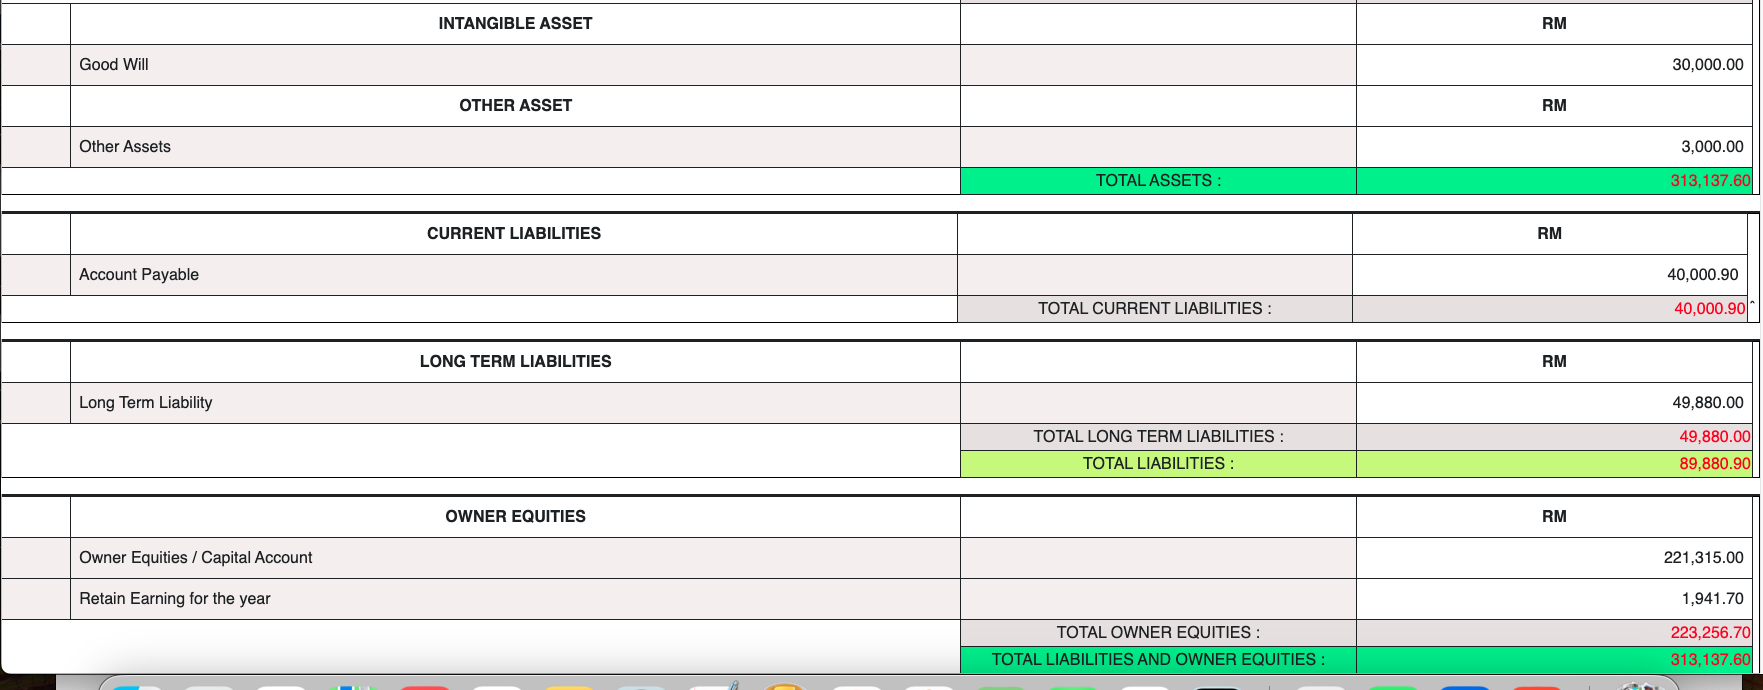 INTANGIBLE ASSET RM
Good Will 30,000.00
OTHER ASSET RM
Other Assets 3,000.00
TOTAL ASSETS : 313,137.60
CURRENT LIABILITIES RM
Account Payable 40,000.90
TOTAL CURRENT LIABILITIES : 40,000.90
LONG TERM LIABILITIES RM
Long Term Liability 49,880.00
TOTAL LONG TERM LIABILITIES : 49,880.00
TOTAL LIABILITIES : 89,880.90
OWNER EQUITIES RM
Owner Equities / Capital Account 221,315.00
Retain Earning for the year 1,941.70
TOTAL OWNER EQUITIES : 223,256.70
TOTAL LIABILITIES AND OWNER EQUITIES : 313,137.60